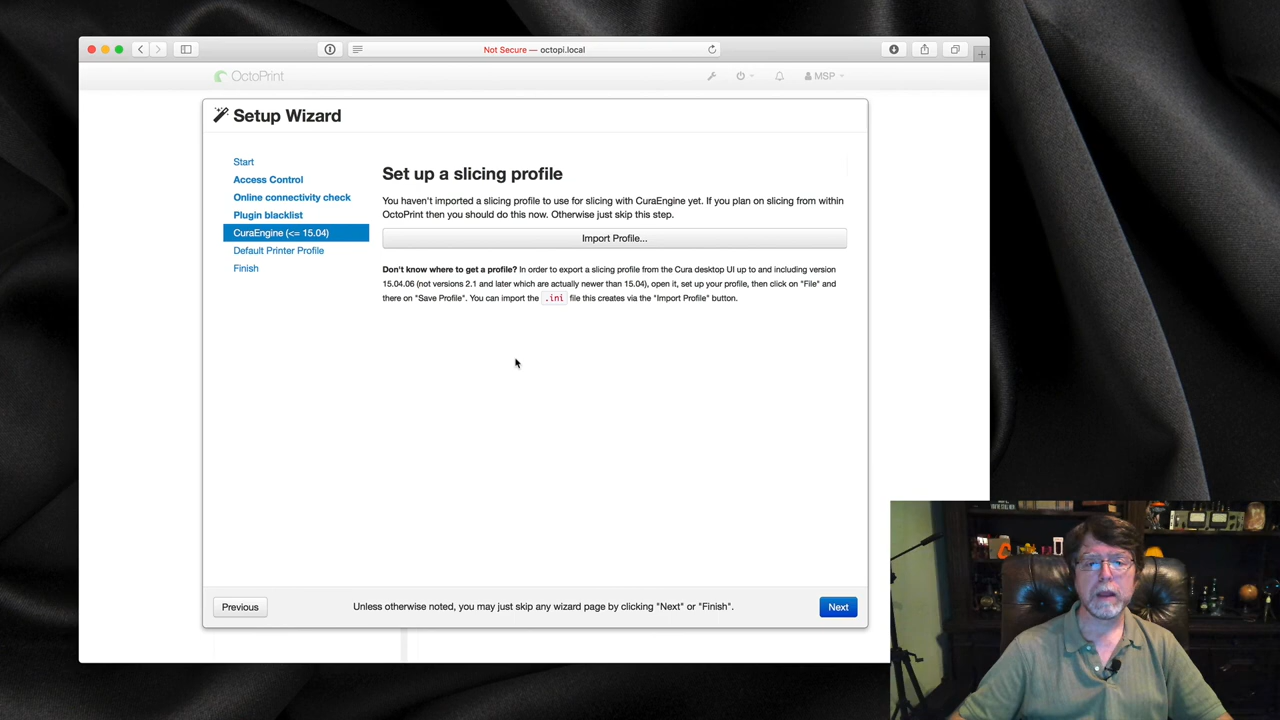 Not Secure — octopi.local
OctoPrint
MSP
Setup Wizard
Start
Access Control
Online connectivity check
Plugin blacklist
CuraEngine (<= 15.04)
Default Printer Profile
Finish
Set up a slicing profile
You haven't imported a slicing profile to use for slicing with CuraEngine yet. If you plan on slicing from within
OctoPrint then you should do this now. Otherwise just skip this step.
Import Profile...
Don't know where to get a profile? In order to export a slicing profile from the Cura desktop UI up to and including version
15.04.06 (not versions 2.1 and later which are actually newer than 15.04), open it, set up your profile, then click on "File" and
there on "Save Profile". You can import the .ini file this creates via the "Import Profile" button.
Previous
Unless otherwise noted, you may just skip any wizard page by clicking "Next" or "Finish".
Next